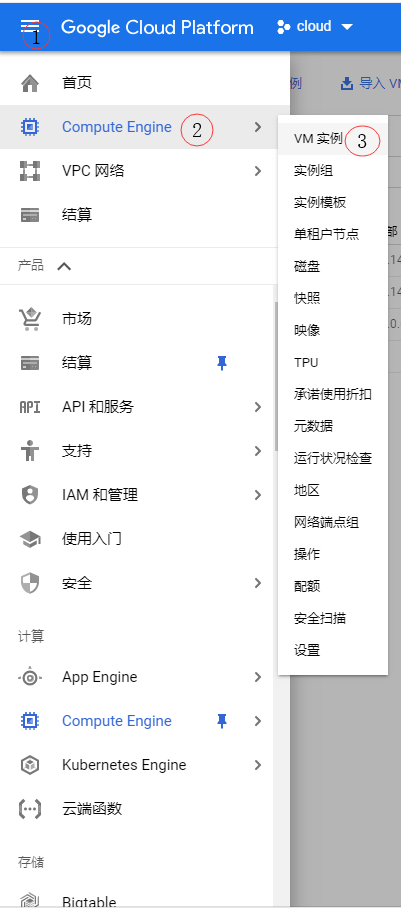 1 Google Cloud Platform cloud
首页
例 导入 VM
Compute Engine 2
VM 实例 3
VPC 网络
实例组
实例模板
结算
单租户节点
部
产品
磁盘
.14
快照
.14
市场
映像
.0.
结算
TPU
承诺使用折扣
API API 和服务
元数据
支持
运行状况检查
地区
IAM 和管理
网络端点组
使用入门
操作
安全
配额
安全扫描
计算
设置
App Engine
Compute Engine
Kubernetes Engine
云端函数
存储
Bigtable